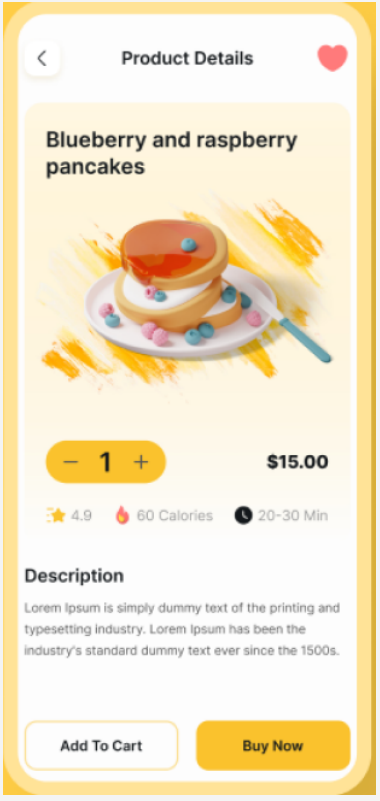 Product Details
Blueberry and raspberry
pancakes
− 1 +
$15.00
4.9
60 Calories
20-30 Min
Description
Lorem Ipsum is simply dummy text of the printing and
typesetting industry. Lorem Ipsum has been the
industry's standard dummy text ever since the 1500s.
Add To Cart
Buy Now